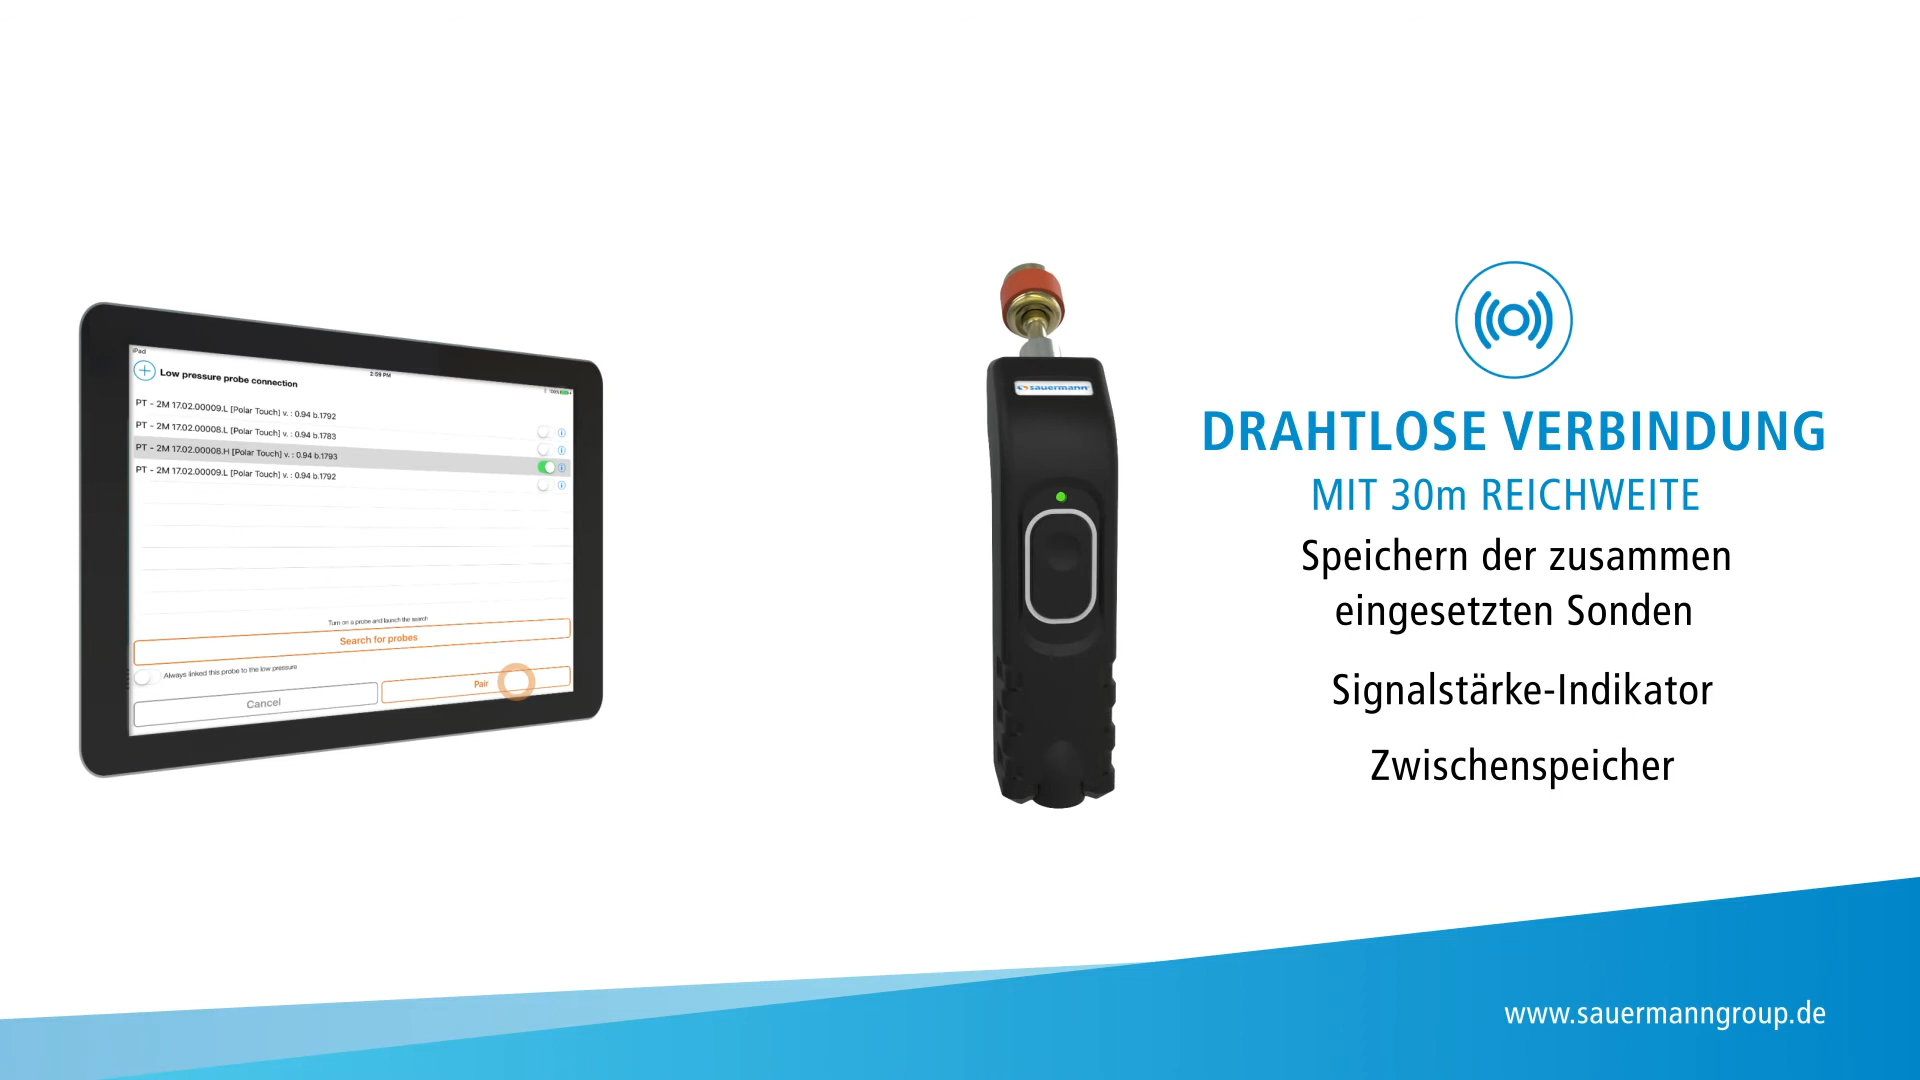 iPad
2:59 PM
100%
Low pressure probe connection
PT - 2M 17.02.00009.L [Polar Touch] v. : 0.94 b.1792
PT - 2M 17.02.00008.L [Polar Touch] v. : 0.94 b.1783
PT - 2M 17.02.00008.H [Polar Touch] v. : 0.94 b.1793
PT - 2M 17.02.00009.L [Polar Touch] v. : 0.94 b.1792
Turn on a probe and launch the search
Search for probes
Always linked this probe to the low pressure
Cancel
Pair
sauermann
DRAHTLOSE VERBINDUNG
MIT 30m REICHWEITE
Speichern der zusammen
eingesetzten Sonden
Signalstärke-Indikator
Zwischenspeicher
www.sauermanngroup.de